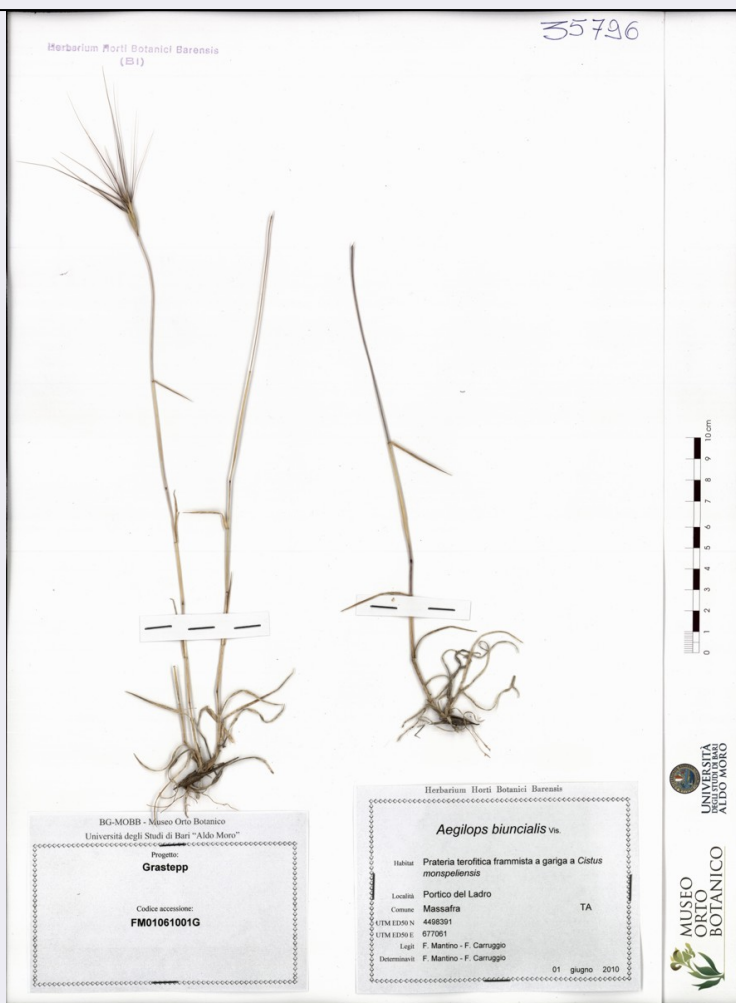 35796
Herbarium Horti Botanici Barensis
(BI)
10 cm
9
8
7
6
5
4
3
2
1
0
UNIVERSITÀ
DEGLI STUDI DI BARI
ALDO MORO
MUSEO
ORTO
BOTANICO
BG-MOBB - Museo Orto Botanico
Università degli Studi di Bari "Aldo Moro"
Progetto:
Grastepp
Codice accessione:
FM01061001G
Herbarium Horti Botanici Barensis
Aegilops biuncialis Vis.
Habitat Prateria terofitica frammista a gariga a Cistus
monspeliensis
Località Portico del Ladro
Comune Massafra TA
UTM ED50 N 4498391
UTM ED50 E 677061
Legit F. Mantino - F. Carruggio
Determinavit F. Mantino - F. Carruggio
01 giugno 2010